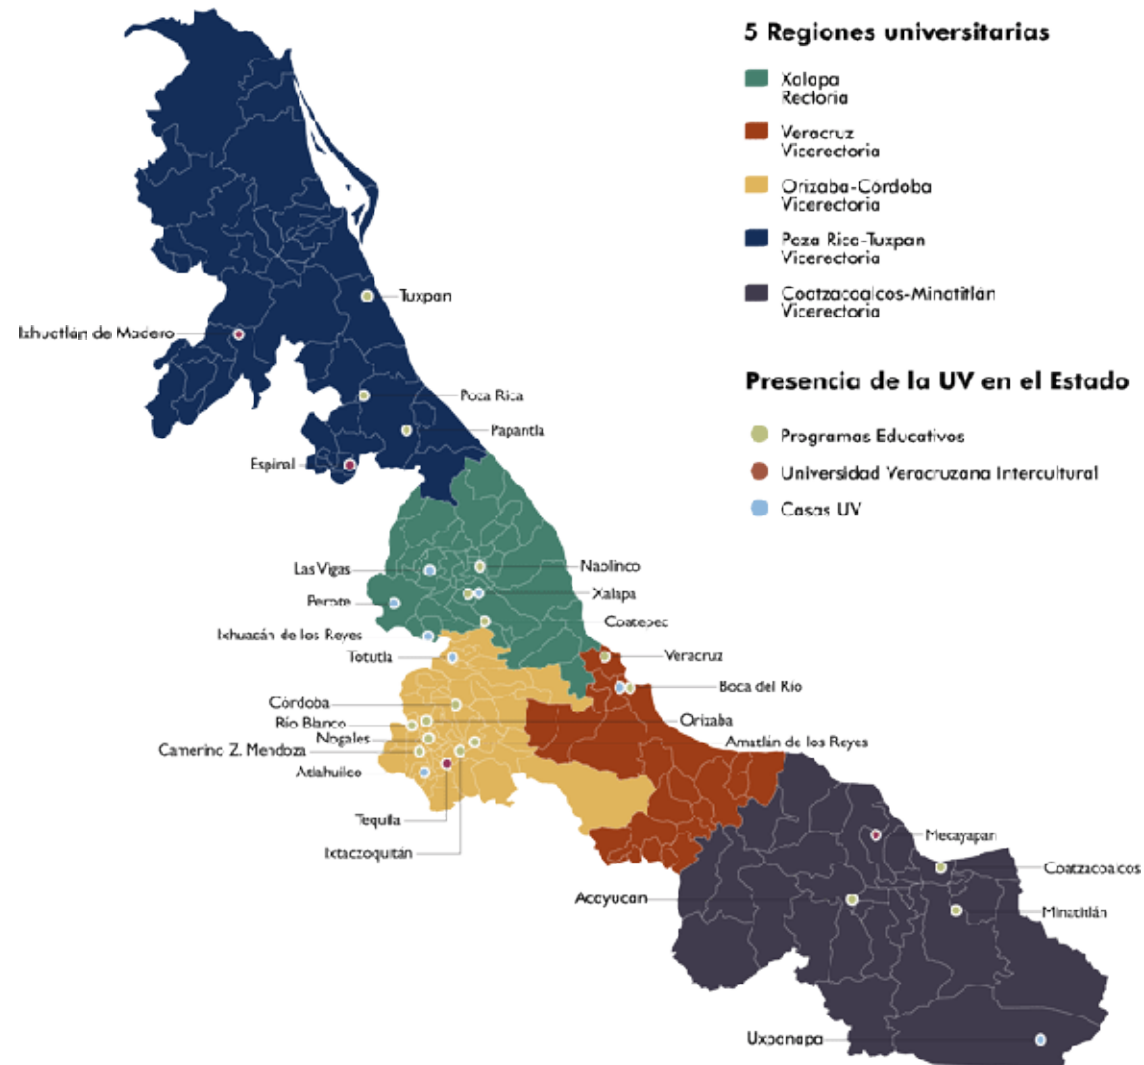 5 Regiones universitarias
Xalapa
Rectoria
Veracruz
Vicerectoria
Orizaba-Córdoba
Vicerectoria
Poza Rica-Tuxpan
Vicerectoria
Coatzacoalcos-Minatitlán
Vicerectoria
Presencia de la UV en el Estado
Programas Educativos
Universidad Veracruzana Intercultural
Casas UV
Tuxpan
Ixhuatlán de Madero
Poca Rica
Papantla
Espinal
Las Vigas
Naolinco
Xalapa
Perote
Coatepec
Ixhuacán de los Reyes
Totutla
Veracruz
Boca del Río
Córdoba
Río Blanco
Orizaba
Nogales
Amatlán de los Reyes
Camerino Z. Mendoza
Atlahuilco
Tequila
Ixtaczoquitán
Mecayapan
Coatzacoalcos
Acayucan
Minatitlán
Uxpanapa